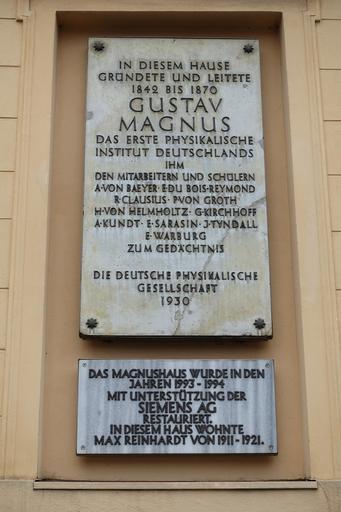 IN DIESEM HAUSE
GRÜNDETE UND LEITETE
1842 BIS 1870
GUSTAV
MAGNUS
DAS ERSTE PHYSIKALISCHE
INSTITUT DEUTSCHLANDS
IHM
DEN MITARBEITERN UND SCHÜLERN
A·VON BAEYER·E·DU BOIS-REYMOND
R·CLAUSIUS·P·VON GROTH
H·VON HELMHOLTZ·G·KIRCHHOFF
A·KUNDT·E·SARASIN·J·TYNDALL
E·WARBURG
ZUM GEDÄCHTNIS
DIE DEUTSCHE PHYSIKALISCHE
GESELLSCHAFT
1930
DAS MAGNUSHAUS WURDE IN DEN
JAHREN 1993-1994
MIT UNTERSTÜTZUNG DER
SIEMENS AG
RESTAURIERT.
IN DIESEM HAUS WOHNTE
MAX REINHARDT VON 1911-1921.